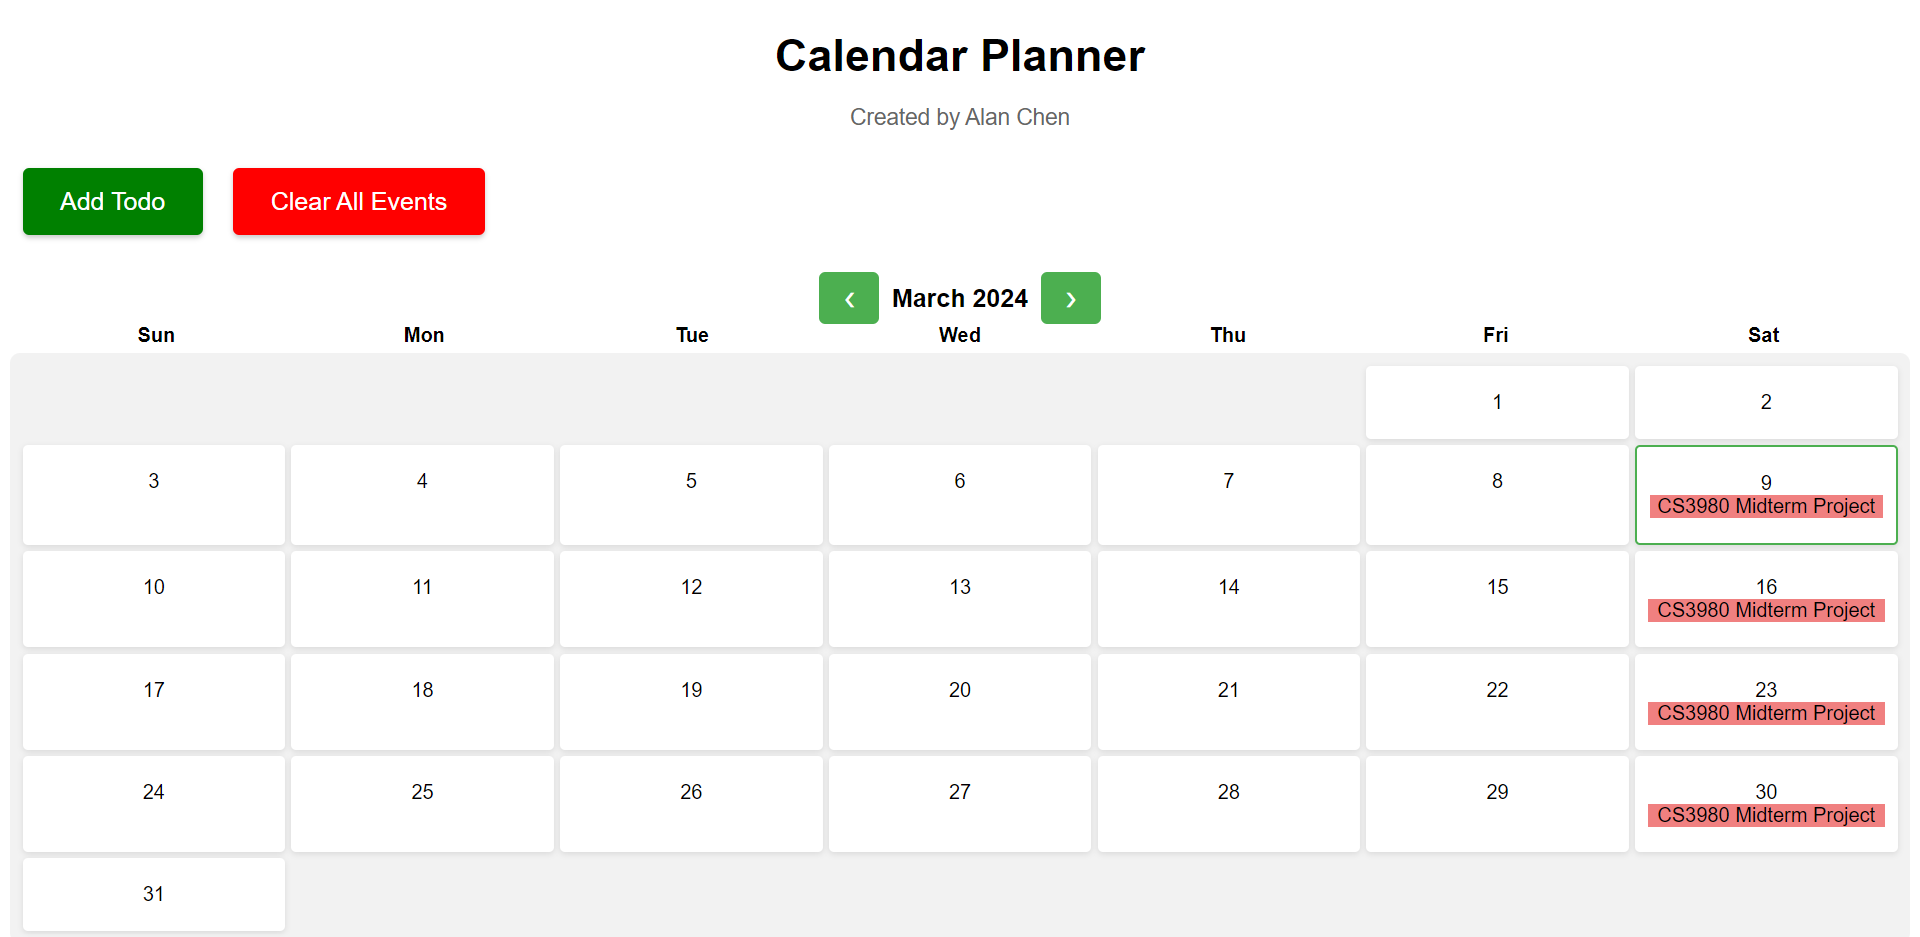 Calendar Planner
Created by Alan Chen
Add Todo Clear All Events
‹ March 2024 ›
Sun Mon Tue Wed Thu Fri Sat
1 2
3 4 5 6 7 8 9
CS3980 Midterm Project
10 11 12 13 14 15 16
CS3980 Midterm Project
17 18 19 20 21 22 23
CS3980 Midterm Project
24 25 26 27 28 29 30
CS3980 Midterm Project
31